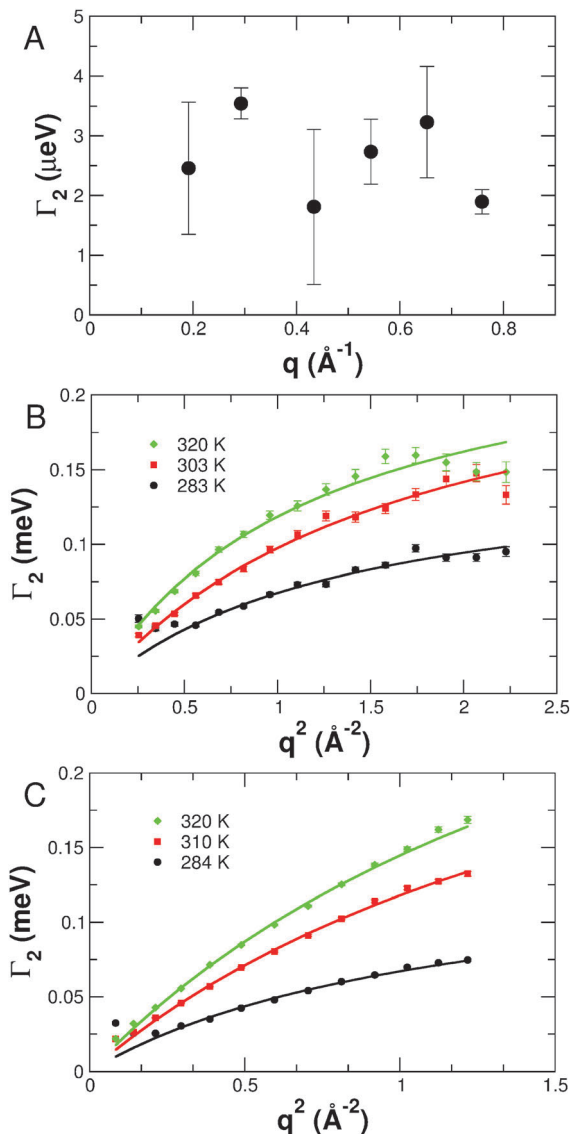 A
Γ₂ (μeV)
5
4
3
2
1
0
0 0.2 0.4 0.6 0.8
q (Å⁻¹)
B
Γ₂ (meV)
0.2
0.15
0.1
0.05
0
320 K
303 K
283 K
0 0.5 1 1.5 2 2.5
q² (Å⁻²)
C
Γ₂ (meV)
0.2
0.15
0.1
0.05
0
320 K
310 K
284 K
0 0.5 1 1.5
q² (Å⁻²)